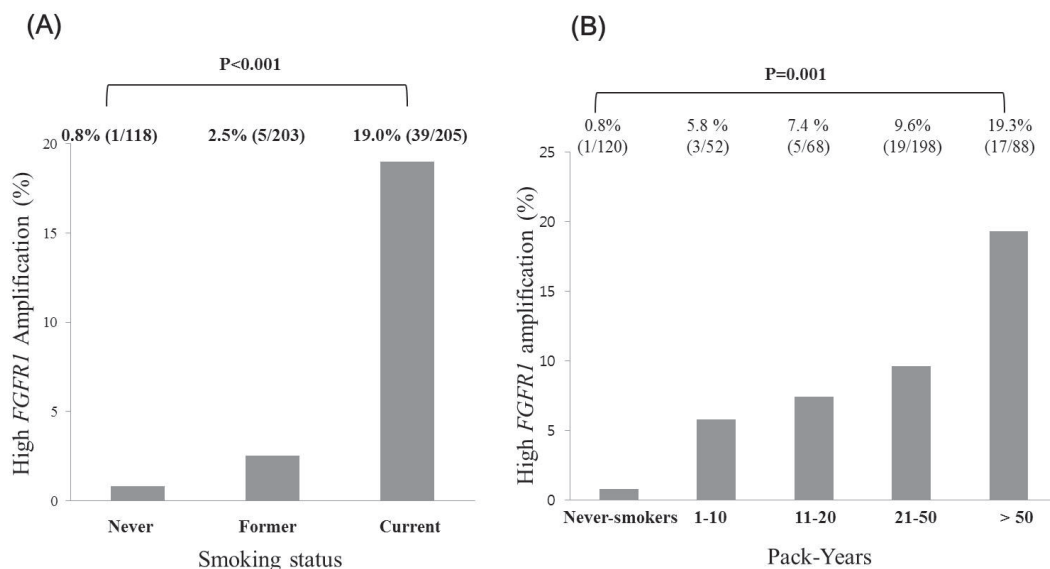 (A)
P<0.001
0.8% (1/118) 2.5% (5/203) 19.0% (39/205)
High FGFR1 Amplification (%)
20
15
10
5
0
Never Former Current
Smoking status
(B)
P=0.001
0.8% 5.8 % 7.4 % 9.6% 19.3%
(1/120) (3/52) (5/68) (19/198) (17/88)
High FGFR1 amplification (%)
25
20
15
10
5
0
Never-smokers 1-10 11-20 21-50 > 50
Pack-Years